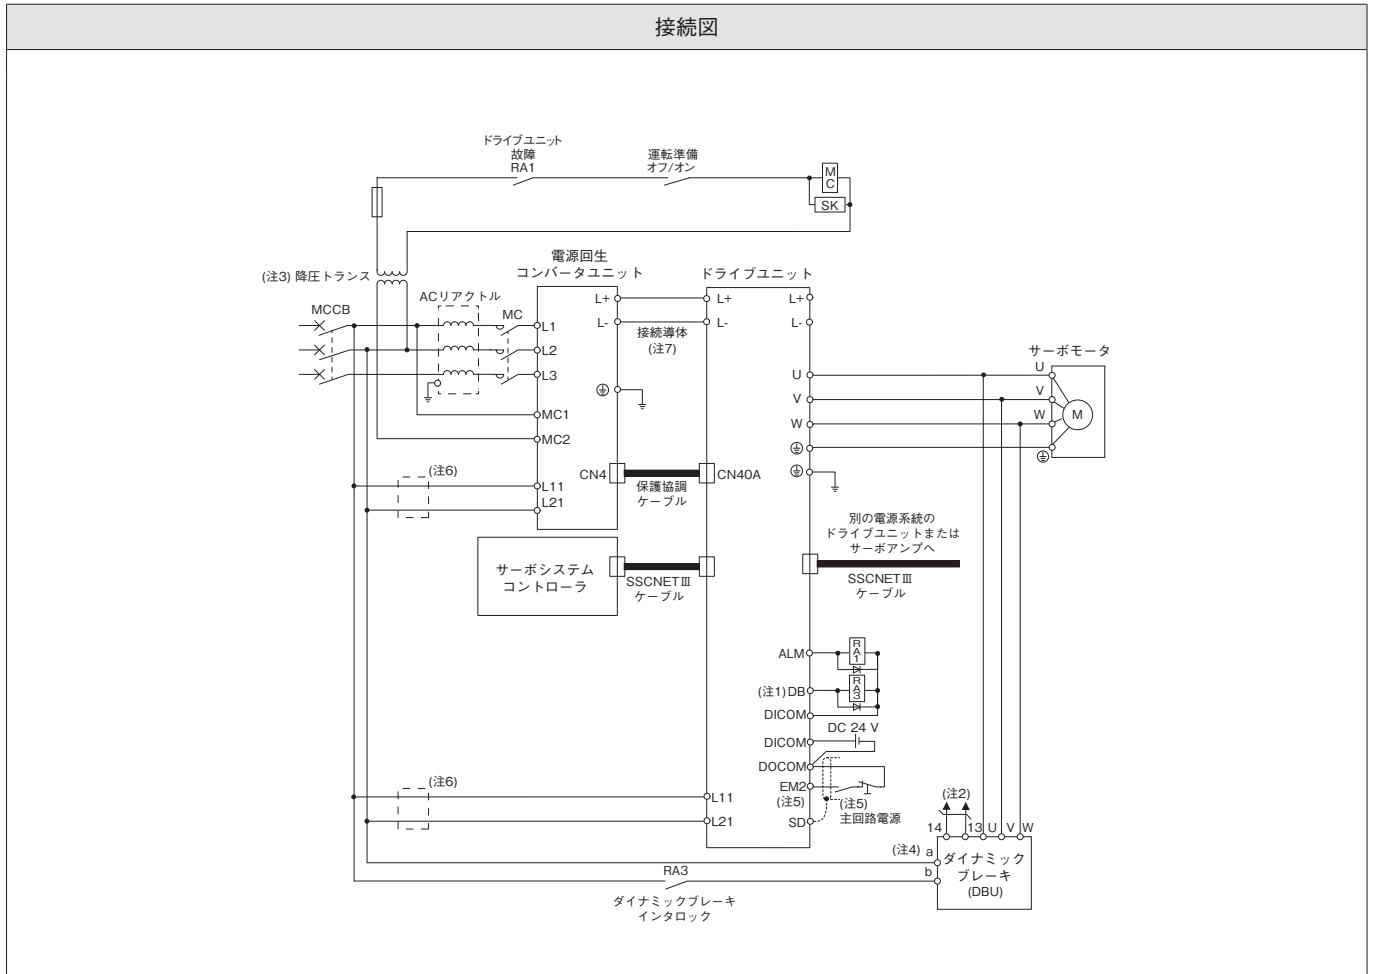 接続図
ドライブユニット
故障
RA1
運転準備
オフ/オン
MC
SK
(注3) 降圧トランス
電源回生
コンバータユニット
ドライブユニット
ACリアクトル
MCCB
MC
L1
L2
L3
MC1
MC2
L11
L21
L+
L-
L+
L-
接続導体
(注7)
L+
L-
U
V
W
サーボモータ
U
V
W
M
CN4
CN40A
保護協調
ケーブル
(注6)
サーボシステム
コントローラ
SSCNETⅢ
ケーブル
別の電源系統の
ドライブユニットまたは
サーボアンプへ
SSCNETⅢ
ケーブル
ALM
RA1
(注1) DB
RA3
DICOM
DC 24 V
DICOM
DOCOM
EM2
(注5)
(注5)
主回路電源
SD
(注6)
L11
L21
(注2)
14
13
U
V
W
(注4) a
b
ダイナミック
ブレーキ
(DBU)
RA3
ダイナミックブレーキ
インタロック